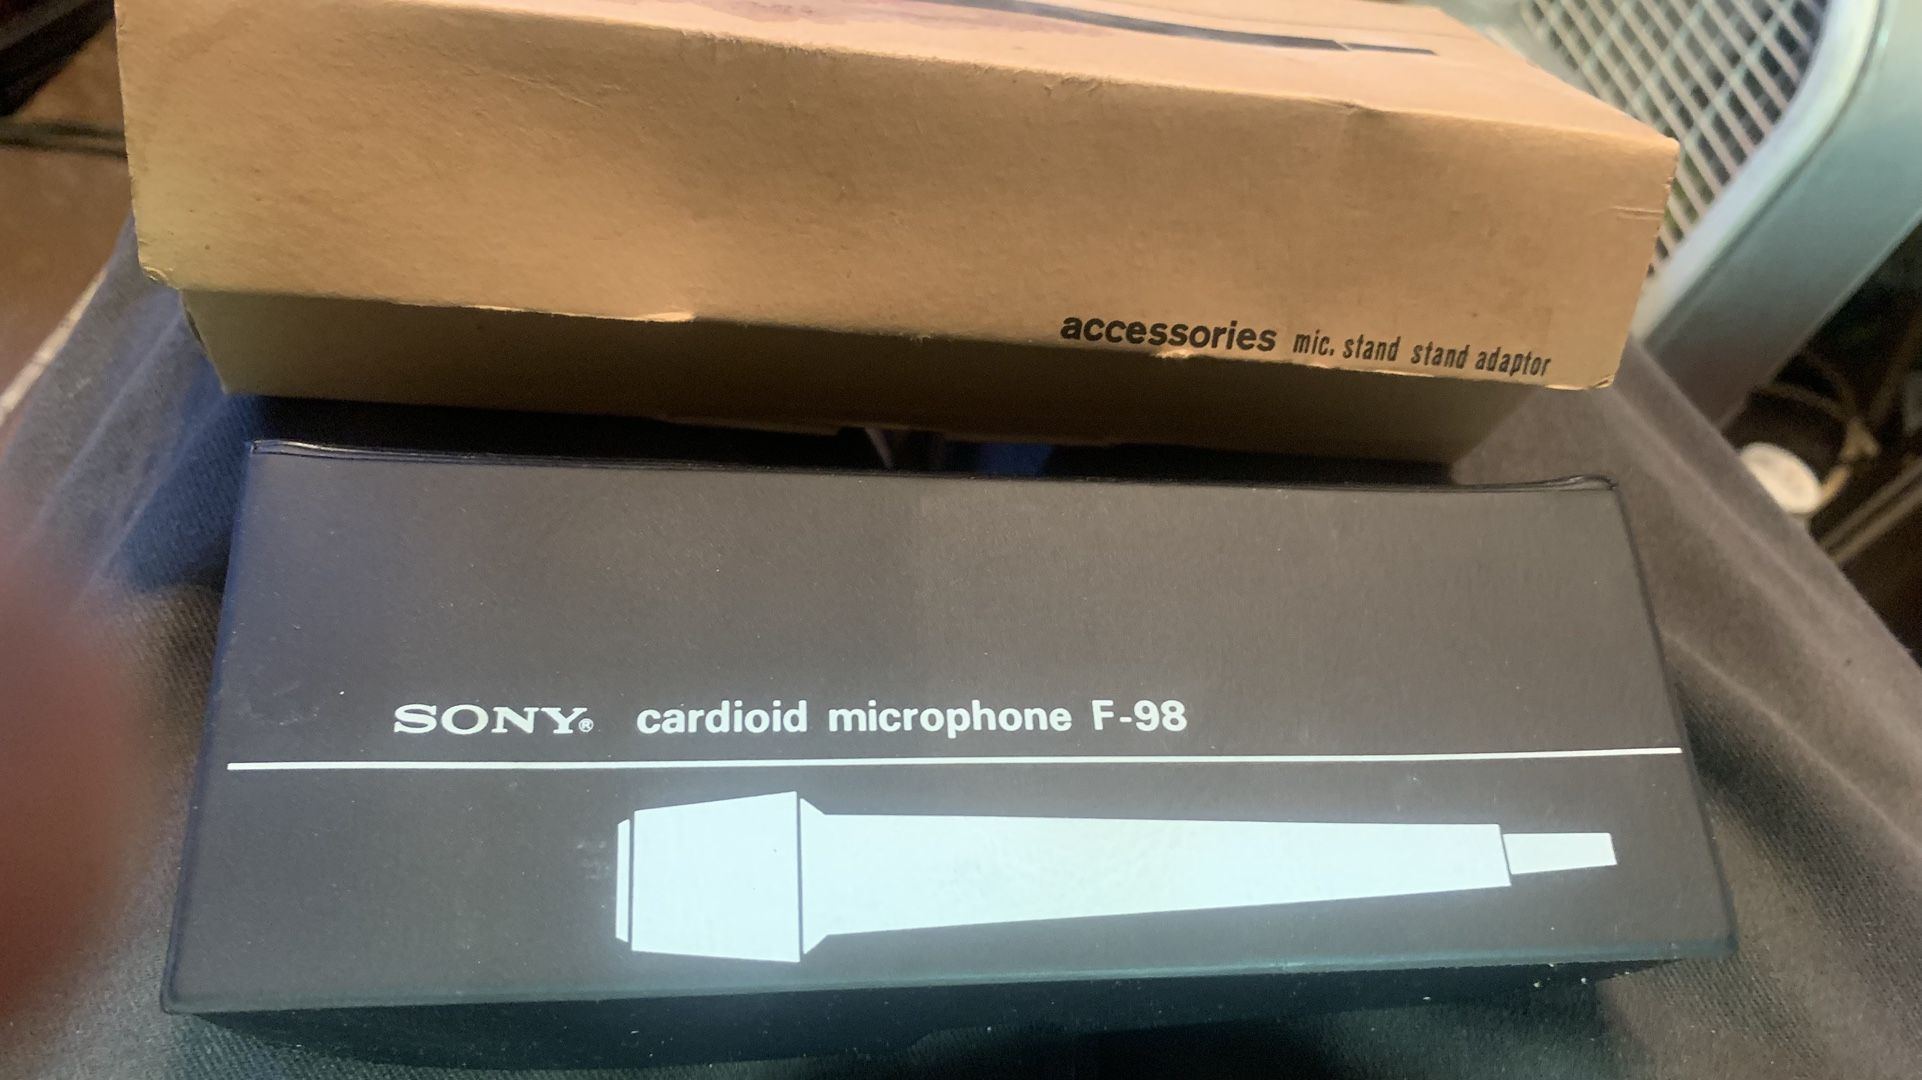 accessories mic. stand stand adaptor
SONY® cardioid microphone F-98